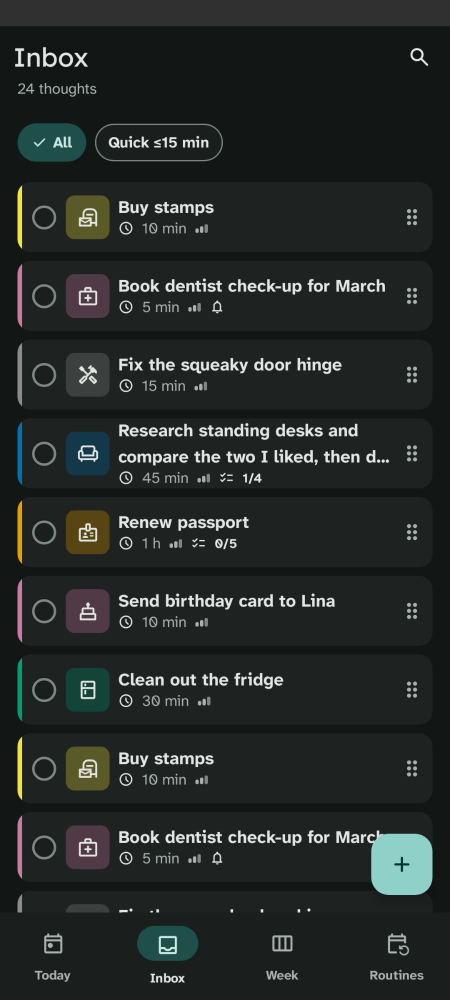 Inbox
24 thoughts
All
Quick ≤15 min
Buy stamps
10 min
Book dentist check-up for March
5 min
Fix the squeaky door hinge
15 min
Research standing desks and
compare the two I liked, then d...
45 min 1/4
Renew passport
1 h 0/5
Send birthday card to Lina
10 min
Clean out the fridge
30 min
Buy stamps
10 min
Book dentist check-up for March
5 min
Today
Inbox
Week
Routines